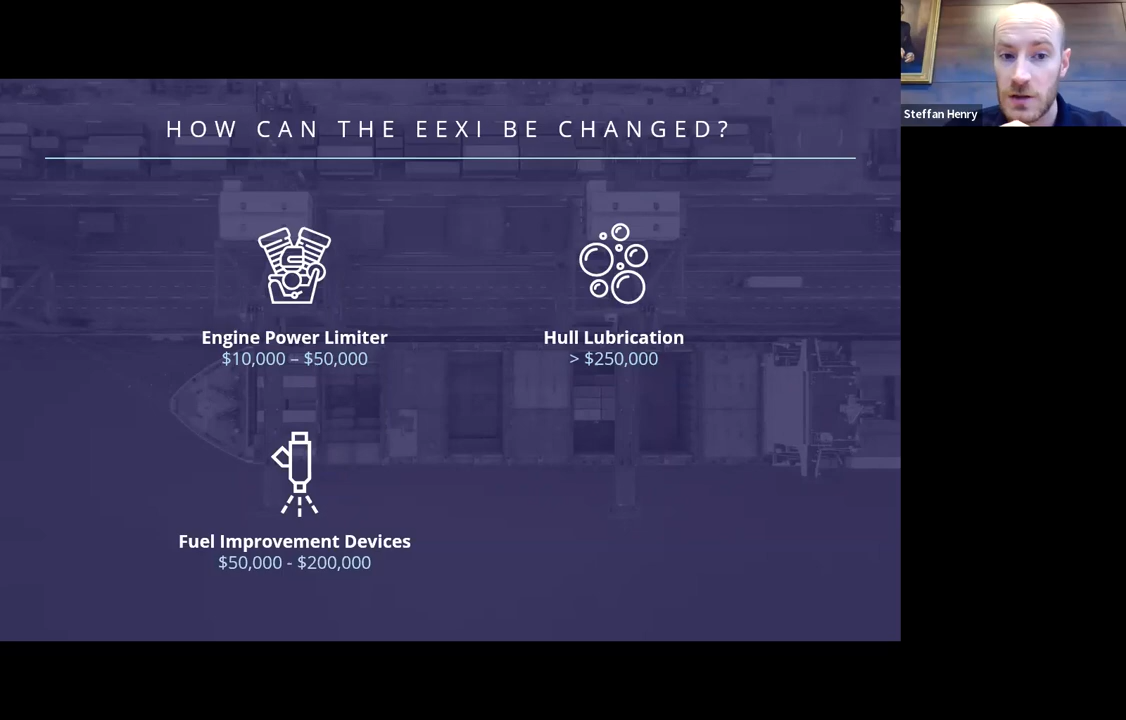 HOW CAN THE EEXI BE CHANGED?
Steffan Henry
Engine Power Limiter
$10,000 – $50,000
Hull Lubrication
> $250,000
Fuel Improvement Devices
$50,000 - $200,000